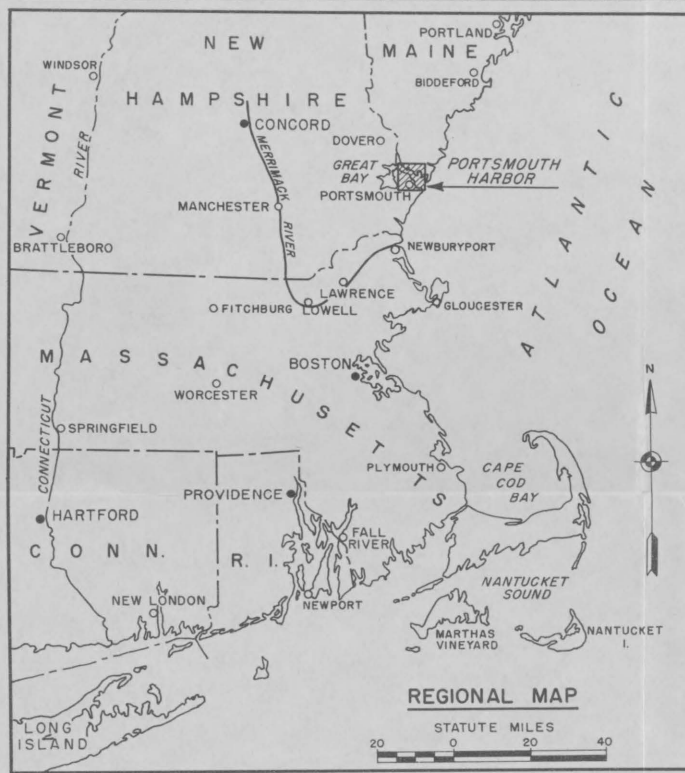 PORTLAND
NEW
MAINE
WINDSOR
BIDDEFORD
HAMPSHIRE
VERMONT
RIVER
CONCORD
MERRIMACK
RIVER
DOVER
GREAT
BAY
PORTSMOUTH
HARBOR
PORTSMOUTH
ATLANTIC
OCEAN
MANCHESTER
BRATTLEBORO
NEWBURYPORT
LAWRENCE
FITCHBURG
LOWELL
GLOUCESTER
MASSACHUSETTS
BOSTON
WORCESTER
N
CONNECTICUT
SPRINGFIELD
PLYMOUTH
CAPE
COD
BAY
PROVIDENCE
HARTFORD
FALL
RIVER
CONN.
R. I.
NANTUCKET
SOUND
NEW LONDON
NEWPORT
MARTHAS
VINEYARD
NANTUCKET
I.
REGIONAL MAP
LONG
ISLAND
STATUTE MILES
20 0 20 40